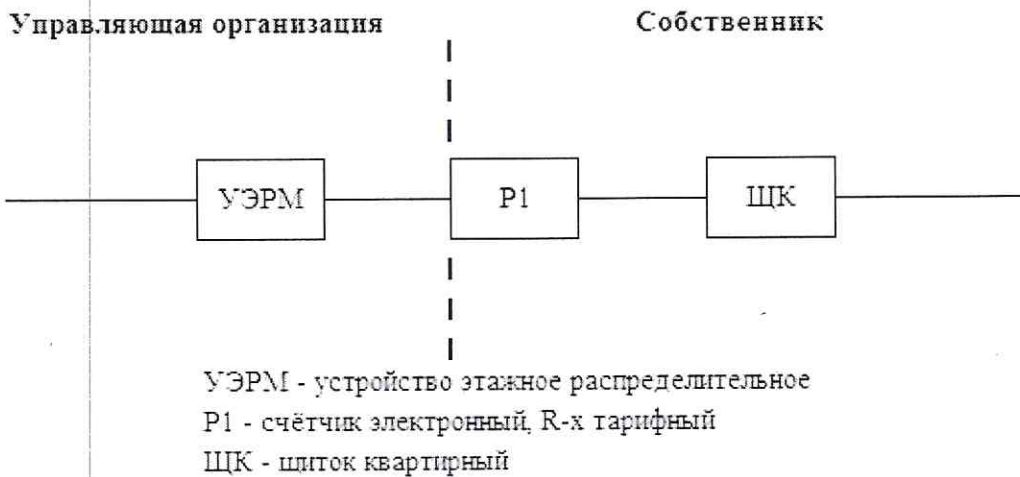 Управляющая организация Собственник
УЭРМ Р1 ЩК
УЭРМ - устройство этажное распределительное
Р1 - счётчик электронный, R-х тарифный
ЩК - щиток квартирный